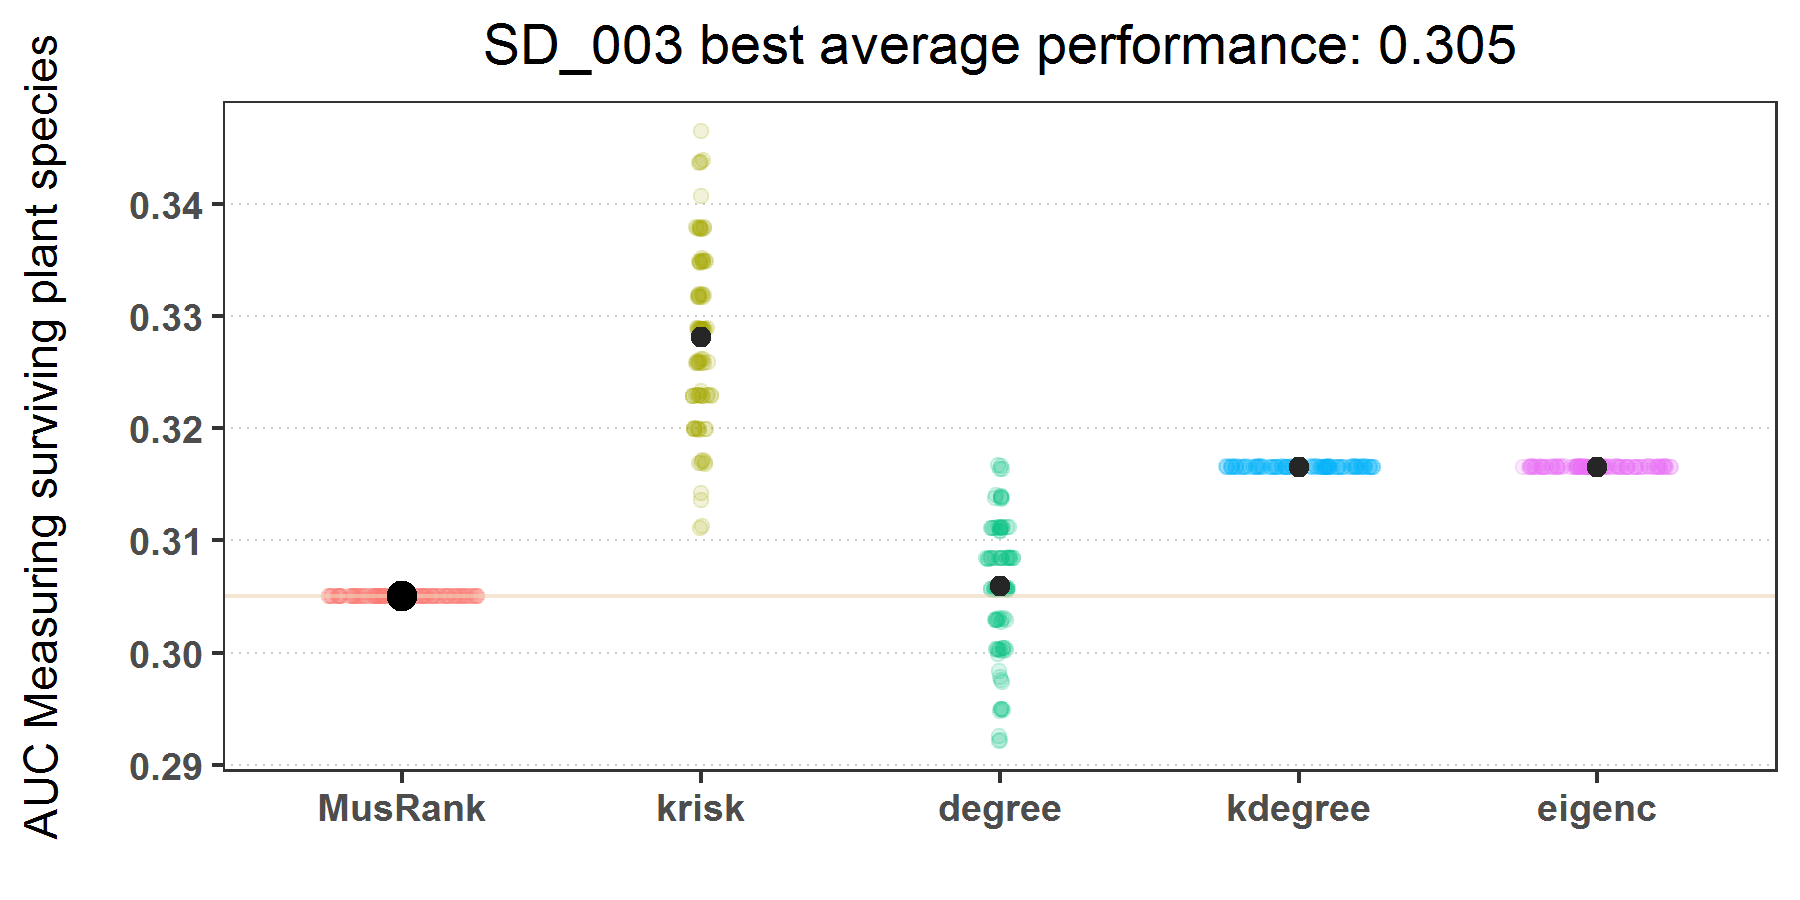 SD_003 best average performance: 0.305
AUC Measuring surviving plant species
0.34
0.33
0.32
0.31
0.30
0.29
MusRank krisk degree kdegree eigenc